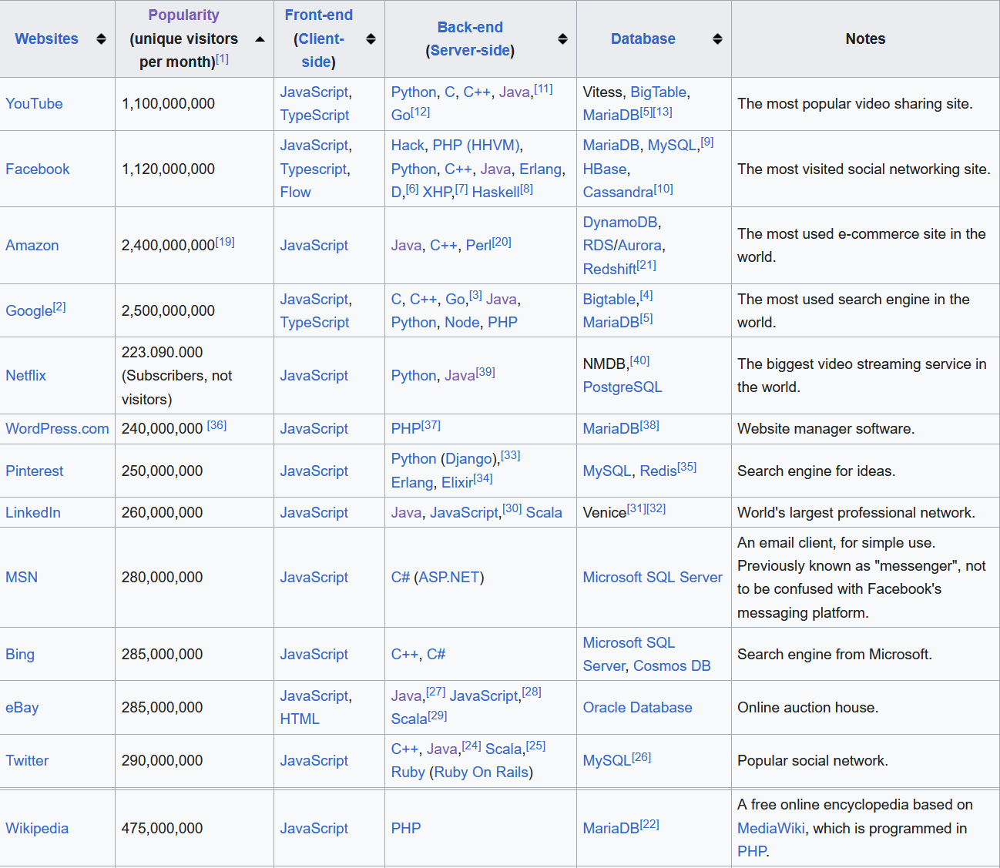 Websites
Popularity
(unique visitors
per month)[1]
Front-end
(Client-
side)
Back-end
(Server-side)
Database
Notes
YouTube
1,100,000,000
JavaScript,
TypeScript
Python, C, C++, Java,[11]
Go[12]
Vitess, BigTable,
MariaDB[5][13]
The most popular video sharing site.
Facebook
1,120,000,000
JavaScript,
Typescript,
Flow
Hack, PHP (HHVM),
Python, C++, Java, Erlang,
D,[6] XHP,[7] Haskell[8]
MariaDB, MySQL,[9]
HBase,
Cassandra[10]
The most visited social networking site.
Amazon
2,400,000,000[19]
JavaScript
Java, C++, Perl[20]
DynamoDB,
RDS/Aurora,
Redshift[21]
The most used e-commerce site in the
world.
Google[2]
2,500,000,000
JavaScript,
TypeScript
C, C++, Go,[3] Java,
Python, Node, PHP
Bigtable,[4]
MariaDB[5]
The most used search engine in the
world.
Netflix
223.090.000
(Subscribers, not
visitors)
JavaScript
Python, Java[39]
NMDB,[40]
PostgreSQL
The biggest video streaming service in
the world.
WordPress.com
240,000,000 [36]
JavaScript
PHP[37]
MariaDB[38]
Website manager software.
Pinterest
250,000,000
JavaScript
Python (Django),[33]
Erlang, Elixir[34]
MySQL, Redis[35]
Search engine for ideas.
LinkedIn
260,000,000
JavaScript
Java, JavaScript,[30] Scala
Venice[31][32]
World's largest professional network.
MSN
280,000,000
JavaScript
C# (ASP.NET)
Microsoft SQL Server
An email client, for simple use.
Previously known as "messenger", not
to be confused with Facebook's
messaging platform.
Bing
285,000,000
JavaScript
C++, C#
Microsoft SQL
Server, Cosmos DB
Search engine from Microsoft.
eBay
285,000,000
JavaScript,
HTML
Java,[27] JavaScript,[28]
Scala[29]
Oracle Database
Online auction house.
Twitter
290,000,000
JavaScript
C++, Java,[24] Scala,[25]
Ruby (Ruby On Rails)
MySQL[26]
Popular social network.
Wikipedia
475,000,000
JavaScript
PHP
MariaDB[22]
A free online encyclopedia based on
MediaWiki, which is programmed in
PHP.